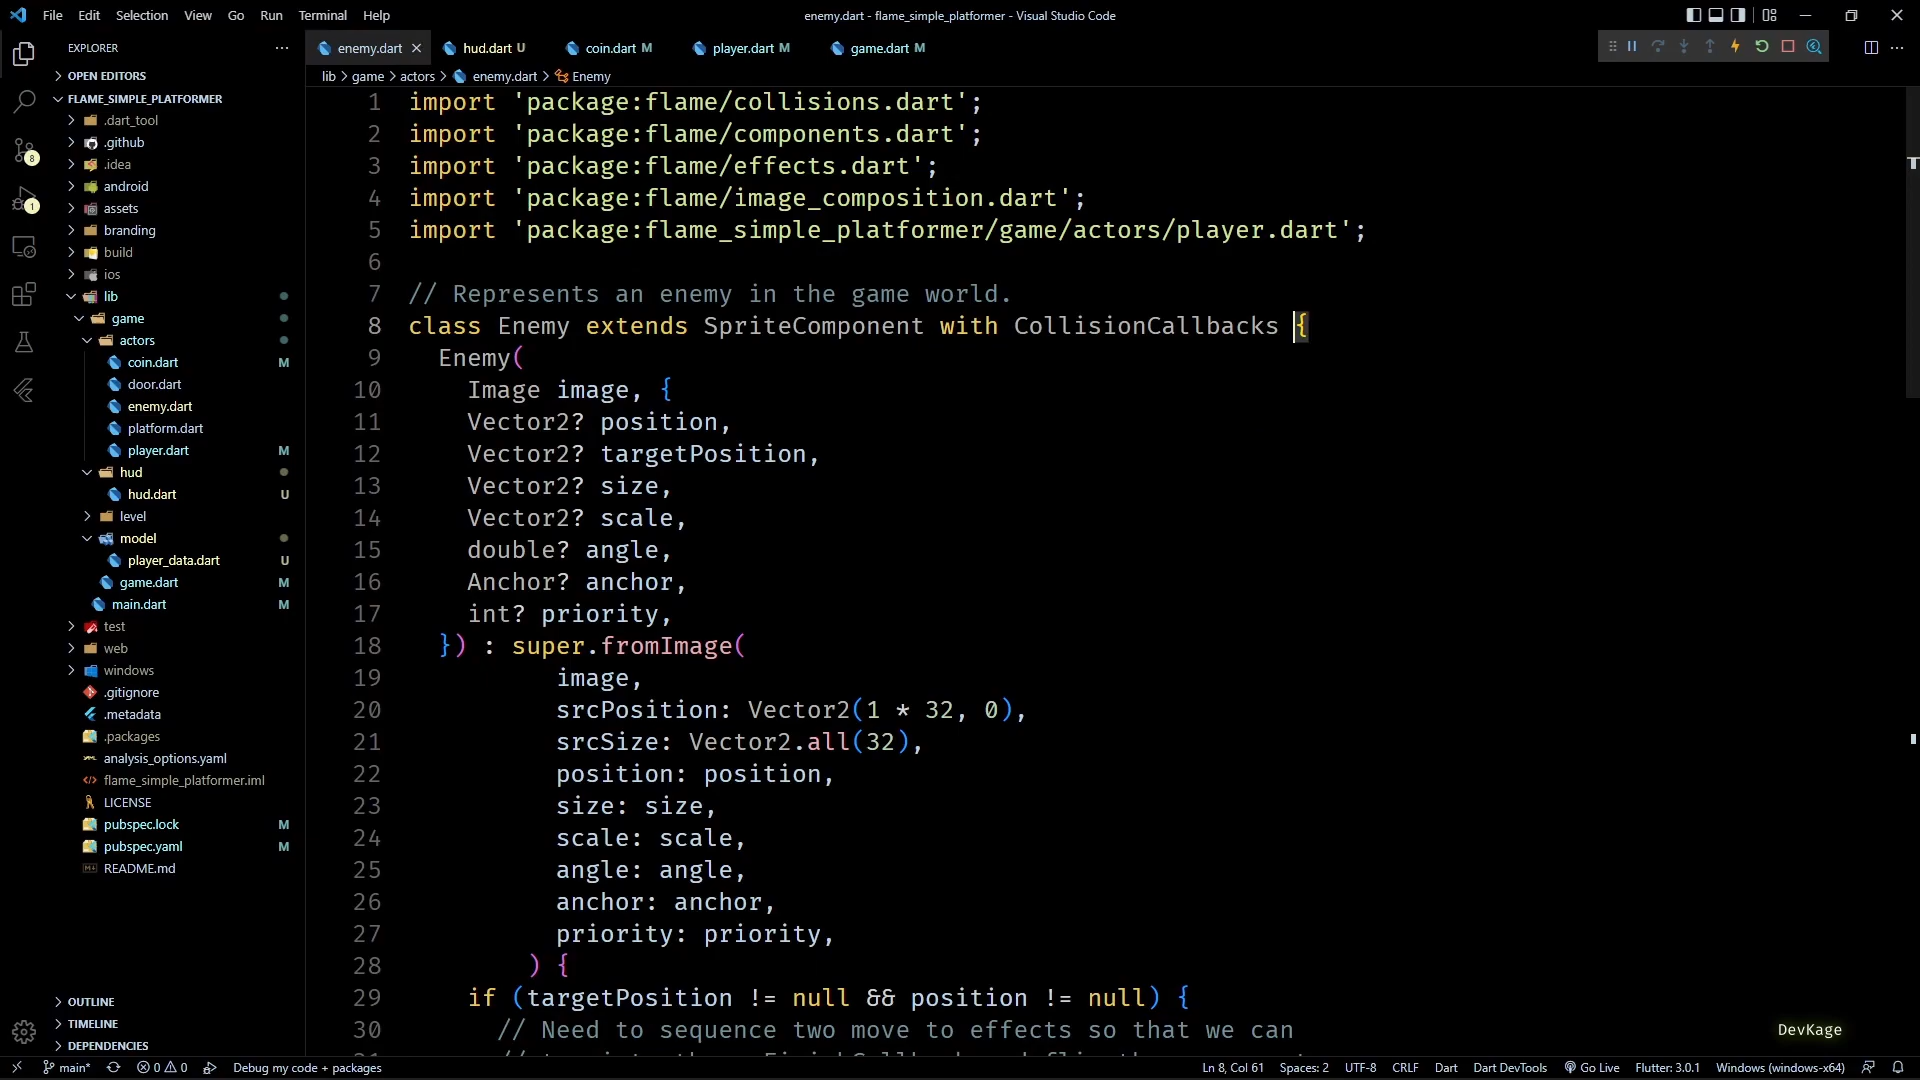 File Edit Selection View Go Run Terminal Help
enemy.dart - flame_simple_platformer - Visual Studio Code
EXPLORER
enemy.dart
hud.dart U
coin.dart M
player.dart M
game.dart M
lib > game > actors > enemy.dart > Enemy
OPEN EDITORS
FLAME_SIMPLE_PLATFORMER
.dart_tool
.github
.idea
android
assets
branding
build
ios
lib
game
actors
coin.dart M
door.dart
enemy.dart
platform.dart
player.dart M
hud
hud.dart U
level
model
player_data.dart U
game.dart M
main.dart M
test
web
windows
.gitignore
.metadata
.packages
analysis_options.yaml
flame_simple_platformer.iml
LICENSE
pubspec.lock M
pubspec.yaml M
README.md
OUTLINE
TIMELINE
DEPENDENCIES
8
1
1 import 'package:flame/collisions.dart';
2 import 'package:flame/components.dart';
3 import 'package:flame/effects.dart';
4 import 'package:flame/image_composition.dart';
5 import 'package:flame_simple_platformer/game/actors/player.dart';
6
7 // Represents an enemy in the game world.
8 class Enemy extends SpriteComponent with CollisionCallbacks {
9 Enemy(
10 Image image, {
11 Vector2? position,
12 Vector2? targetPosition,
13 Vector2? size,
14 Vector2? scale,
15 double? angle,
16 Anchor? anchor,
17 int? priority,
18 }) : super.fromImage(
19 image,
20 srcPosition: Vector2(1 * 32, 0),
21 srcSize: Vector2.all(32),
22 position: position,
23 size: size,
24 scale: scale,
25 angle: angle,
26 anchor: anchor,
27 priority: priority,
28 ) {
29 if (targetPosition != null && position != null) {
30 // Need to sequence two move to effects so that we can
DevKage
main* 0 0 Debug my code + packages
Ln 8, Col 61 Spaces: 2 UTF-8 CRLF Dart Dart DevTools Go Live Flutter: 3.0.1 Windows (windows-x64)